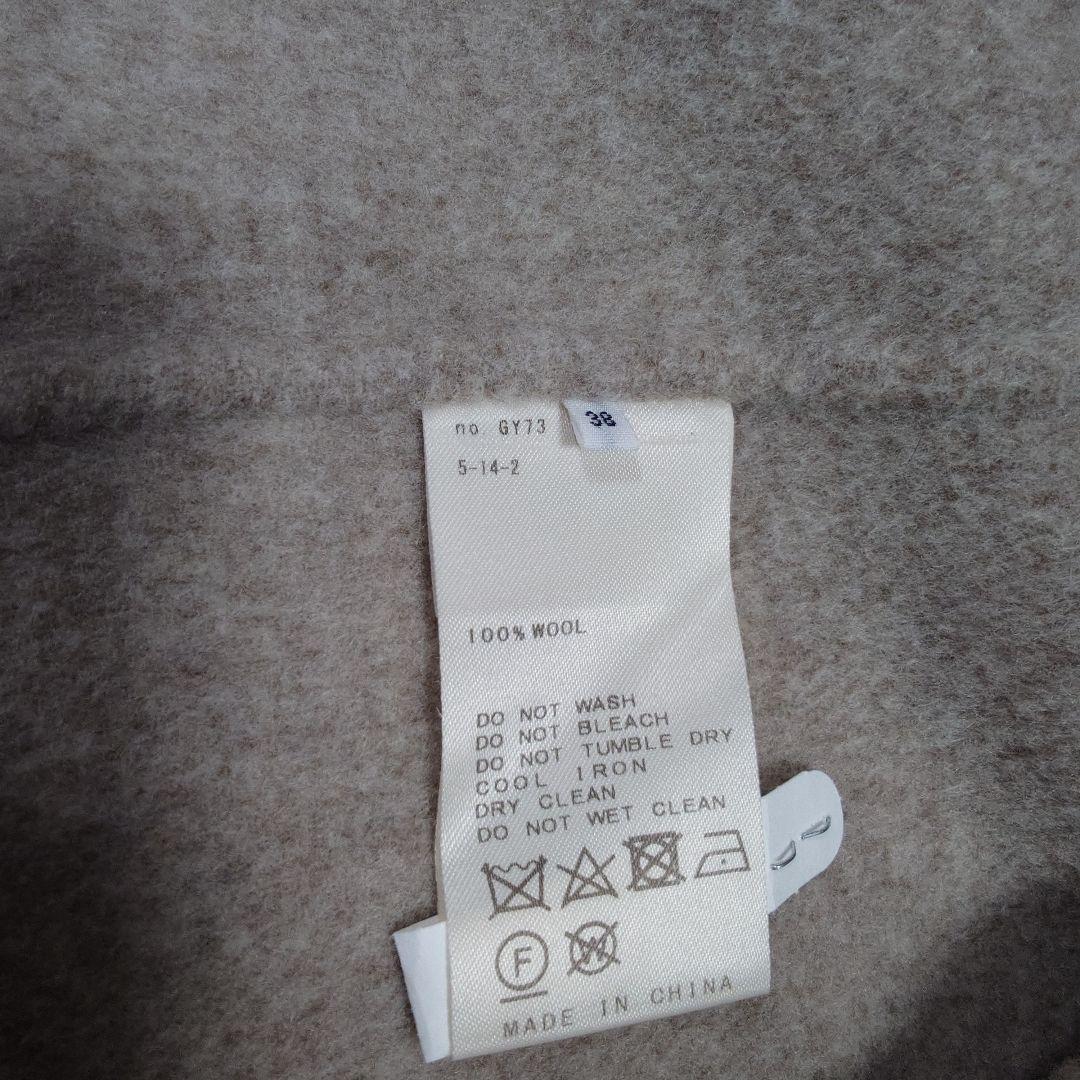 no. GY73
38
5-14-2
100% WOOL
DO NOT WASH
DO NOT BLEACH
DO NOT TUMBLE DRY
COOL IRON
DRY CLEAN
DO NOT WET CLEAN
F W
MADE IN CHINA